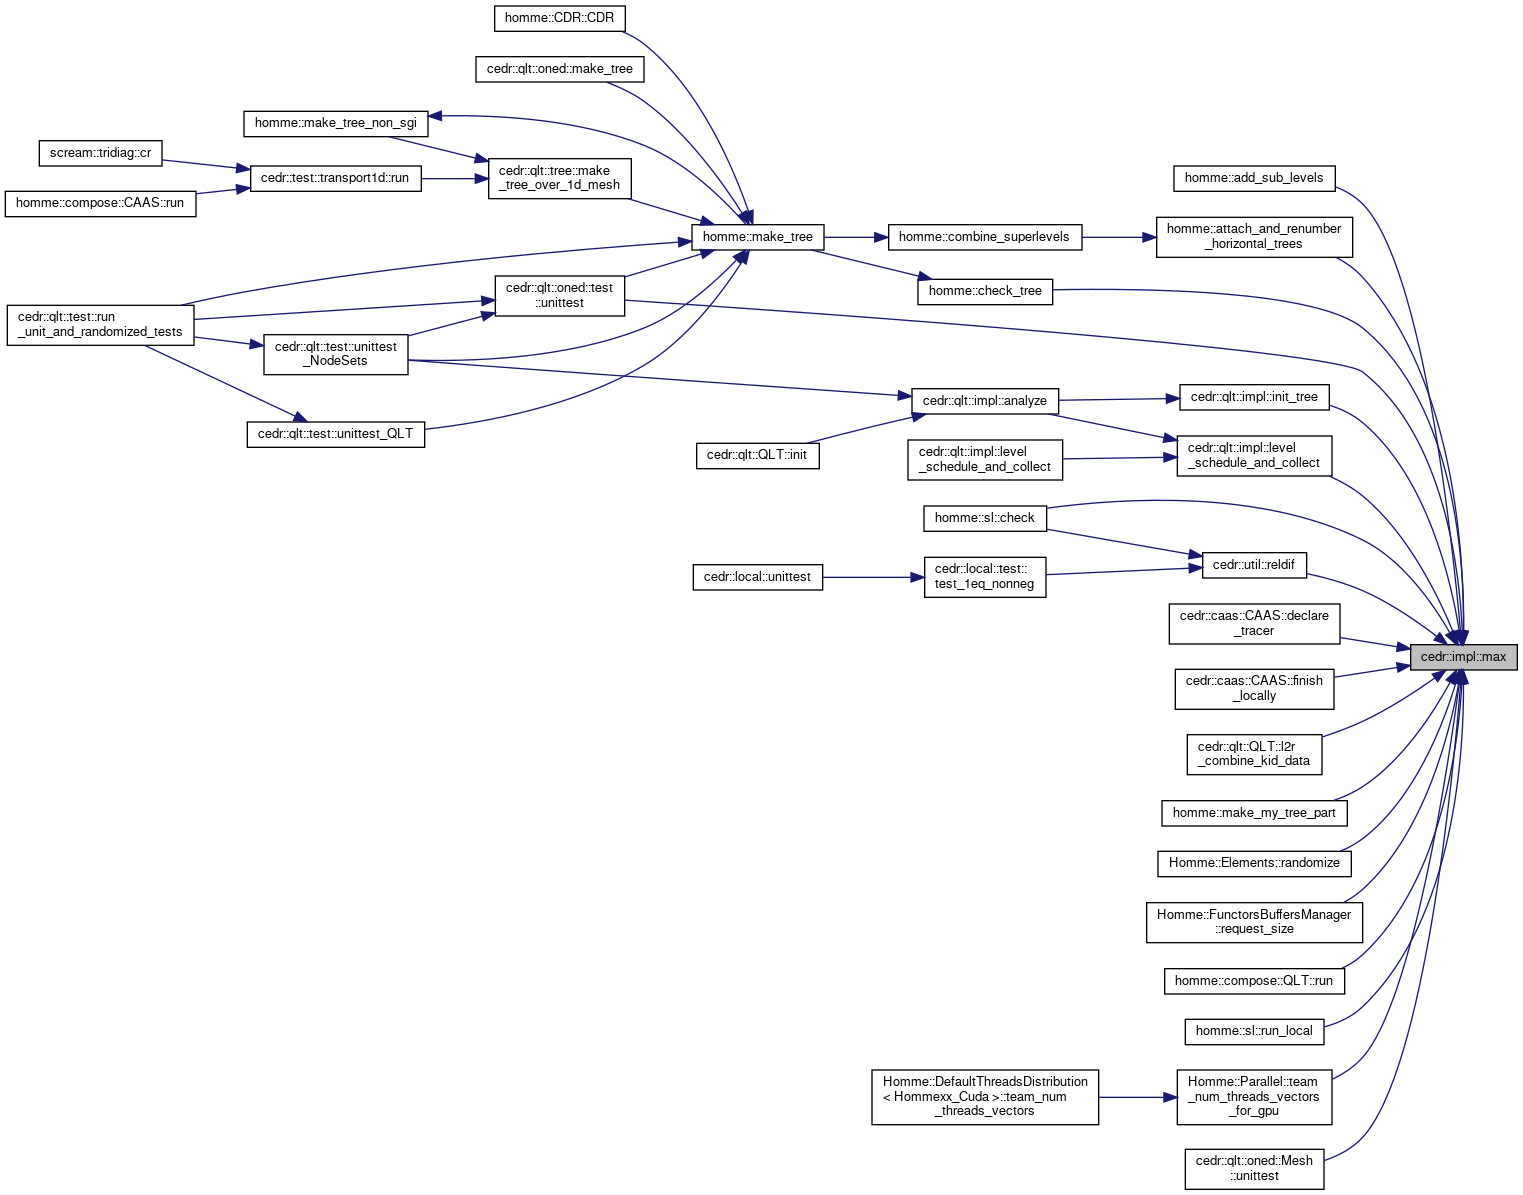 homme::CDR::CDR
cedr::qlt::oned::make_tree
homme::make_tree_non_sgi
scream::tridiag::cr
cedr::test::transport1d::run
cedr::qlt::tree::make
_tree_over_1d_mesh
homme::compose::CAAS::run
homme::add_sub_levels
homme::make_tree
homme::combine_superlevels
homme::attach_and_renumber
_horizontal_trees
cedr::qlt::oned::test
::unittest
homme::check_tree
cedr::qlt::test::run
_unit_and_randomized_tests
cedr::qlt::test::unittest
_NodeSets
cedr::qlt::impl::analyze
cedr::qlt::impl::init_tree
cedr::qlt::test::unittest_QLT
cedr::qlt::QLT::init
cedr::qlt::impl::level
_schedule_and_collect
cedr::qlt::impl::level
_schedule_and_collect
homme::sl::check
cedr::util::reldif
cedr::local::unittest
cedr::local::test::
test_1eq_nonneg
cedr::caas::CAAS::declare
_tracer
cedr::impl::max
cedr::caas::CAAS::finish
_locally
cedr::qlt::QLT::l2r
_combine_kid_data
homme::make_my_tree_part
Homme::Elements::randomize
Homme::FunctorsBuffersManager
::request_size
homme::compose::QLT::run
homme::sl::run_local
Homme::DefaultThreadsDistribution
< Hommexx_Cuda >::team_num
_threads_vectors
Homme::Parallel::team
_num_threads_vectors
_for_gpu
cedr::qlt::oned::Mesh
::unittest